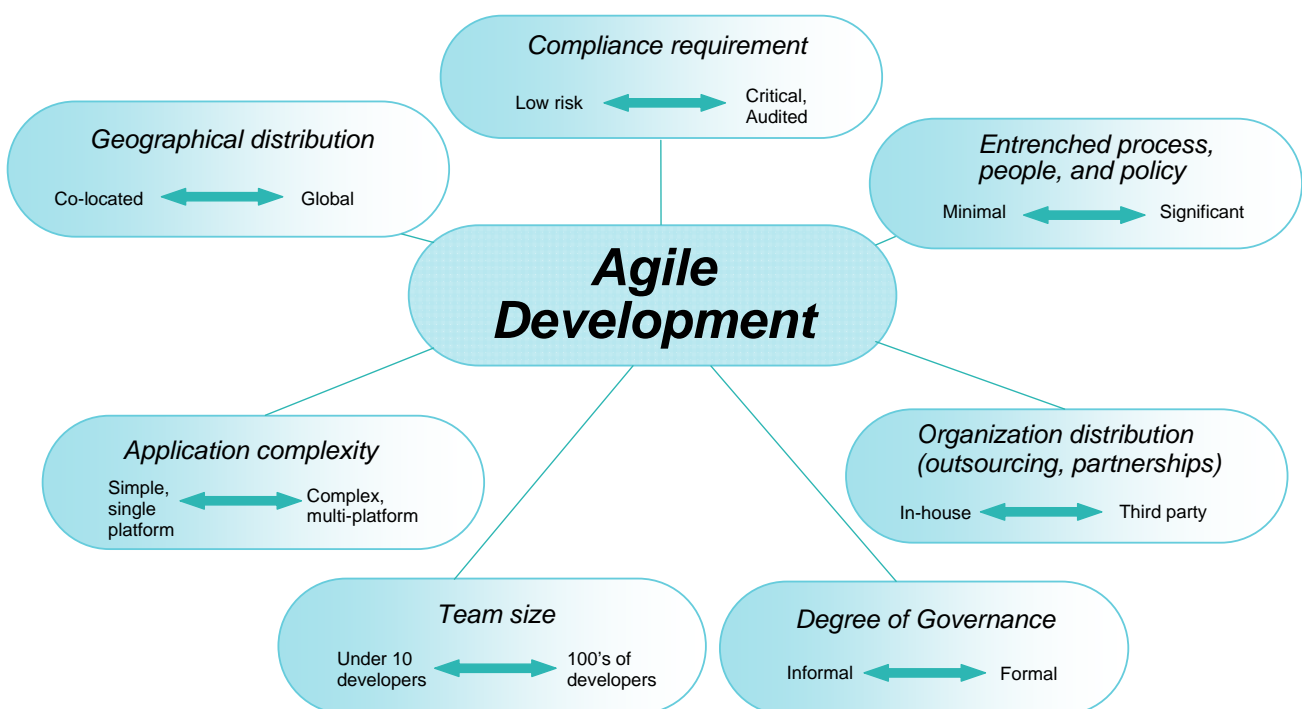 Compliance requirement
Low risk
Critical,
Audited
Geographical distribution
Co-located
Global
Entrenched process,
people, and policy
Minimal
Significant
Agile
Development
Application complexity
Simple,
single
platform
Complex,
multi-platform
Organization distribution
(outsourcing, partnerships)
In-house
Third party
Team size
Under 10
developers
100's of
developers
Degree of Governance
Informal
Formal